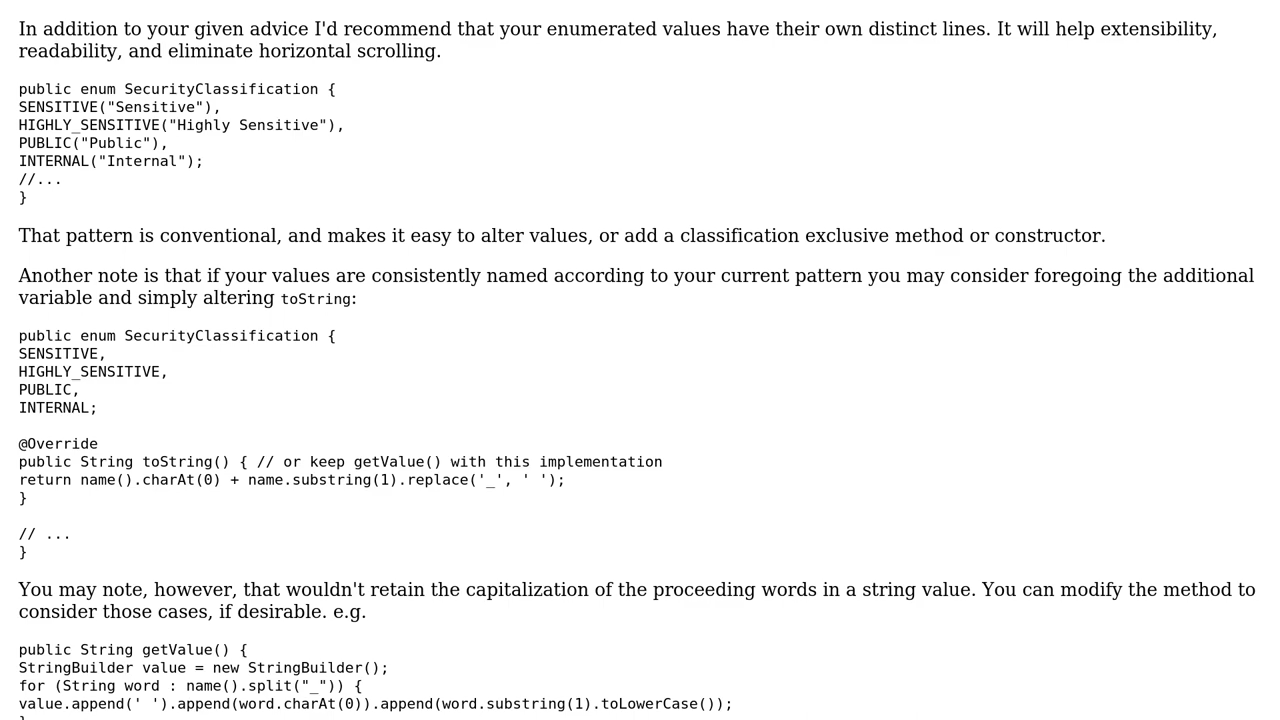 In addition to your given advice I'd recommend that your enumerated values have their own distinct lines. It will help extensibility,
readability, and eliminate horizontal scrolling.
public enum SecurityClassification {
SENSITIVE("Sensitive"),
HIGHLY_SENSITIVE("Highly Sensitive"),
PUBLIC("Public"),
INTERNAL("Internal");
//...
}
That pattern is conventional, and makes it easy to alter values, or add a classification exclusive method or constructor.
Another note is that if your values are consistently named according to your current pattern you may consider foregoing the additional
variable and simply altering toString:
public enum SecurityClassification {
SENSITIVE,
HIGHLY_SENSITIVE,
PUBLIC,
INTERNAL;
@Override
public String toString() { // or keep getValue() with this implementation
return name().charAt(0) + name.substring(1).replace('_', ' ');
}
// ...
}
You may note, however, that wouldn't retain the capitalization of the proceeding words in a string value. You can modify the method to
consider those cases, if desirable. e.g.
public String getValue() {
StringBuilder value = new StringBuilder();
for (String word : name().split("_")) {
value.append(' ').append(word.charAt(0)).append(word.substring(1).toLowerCase());